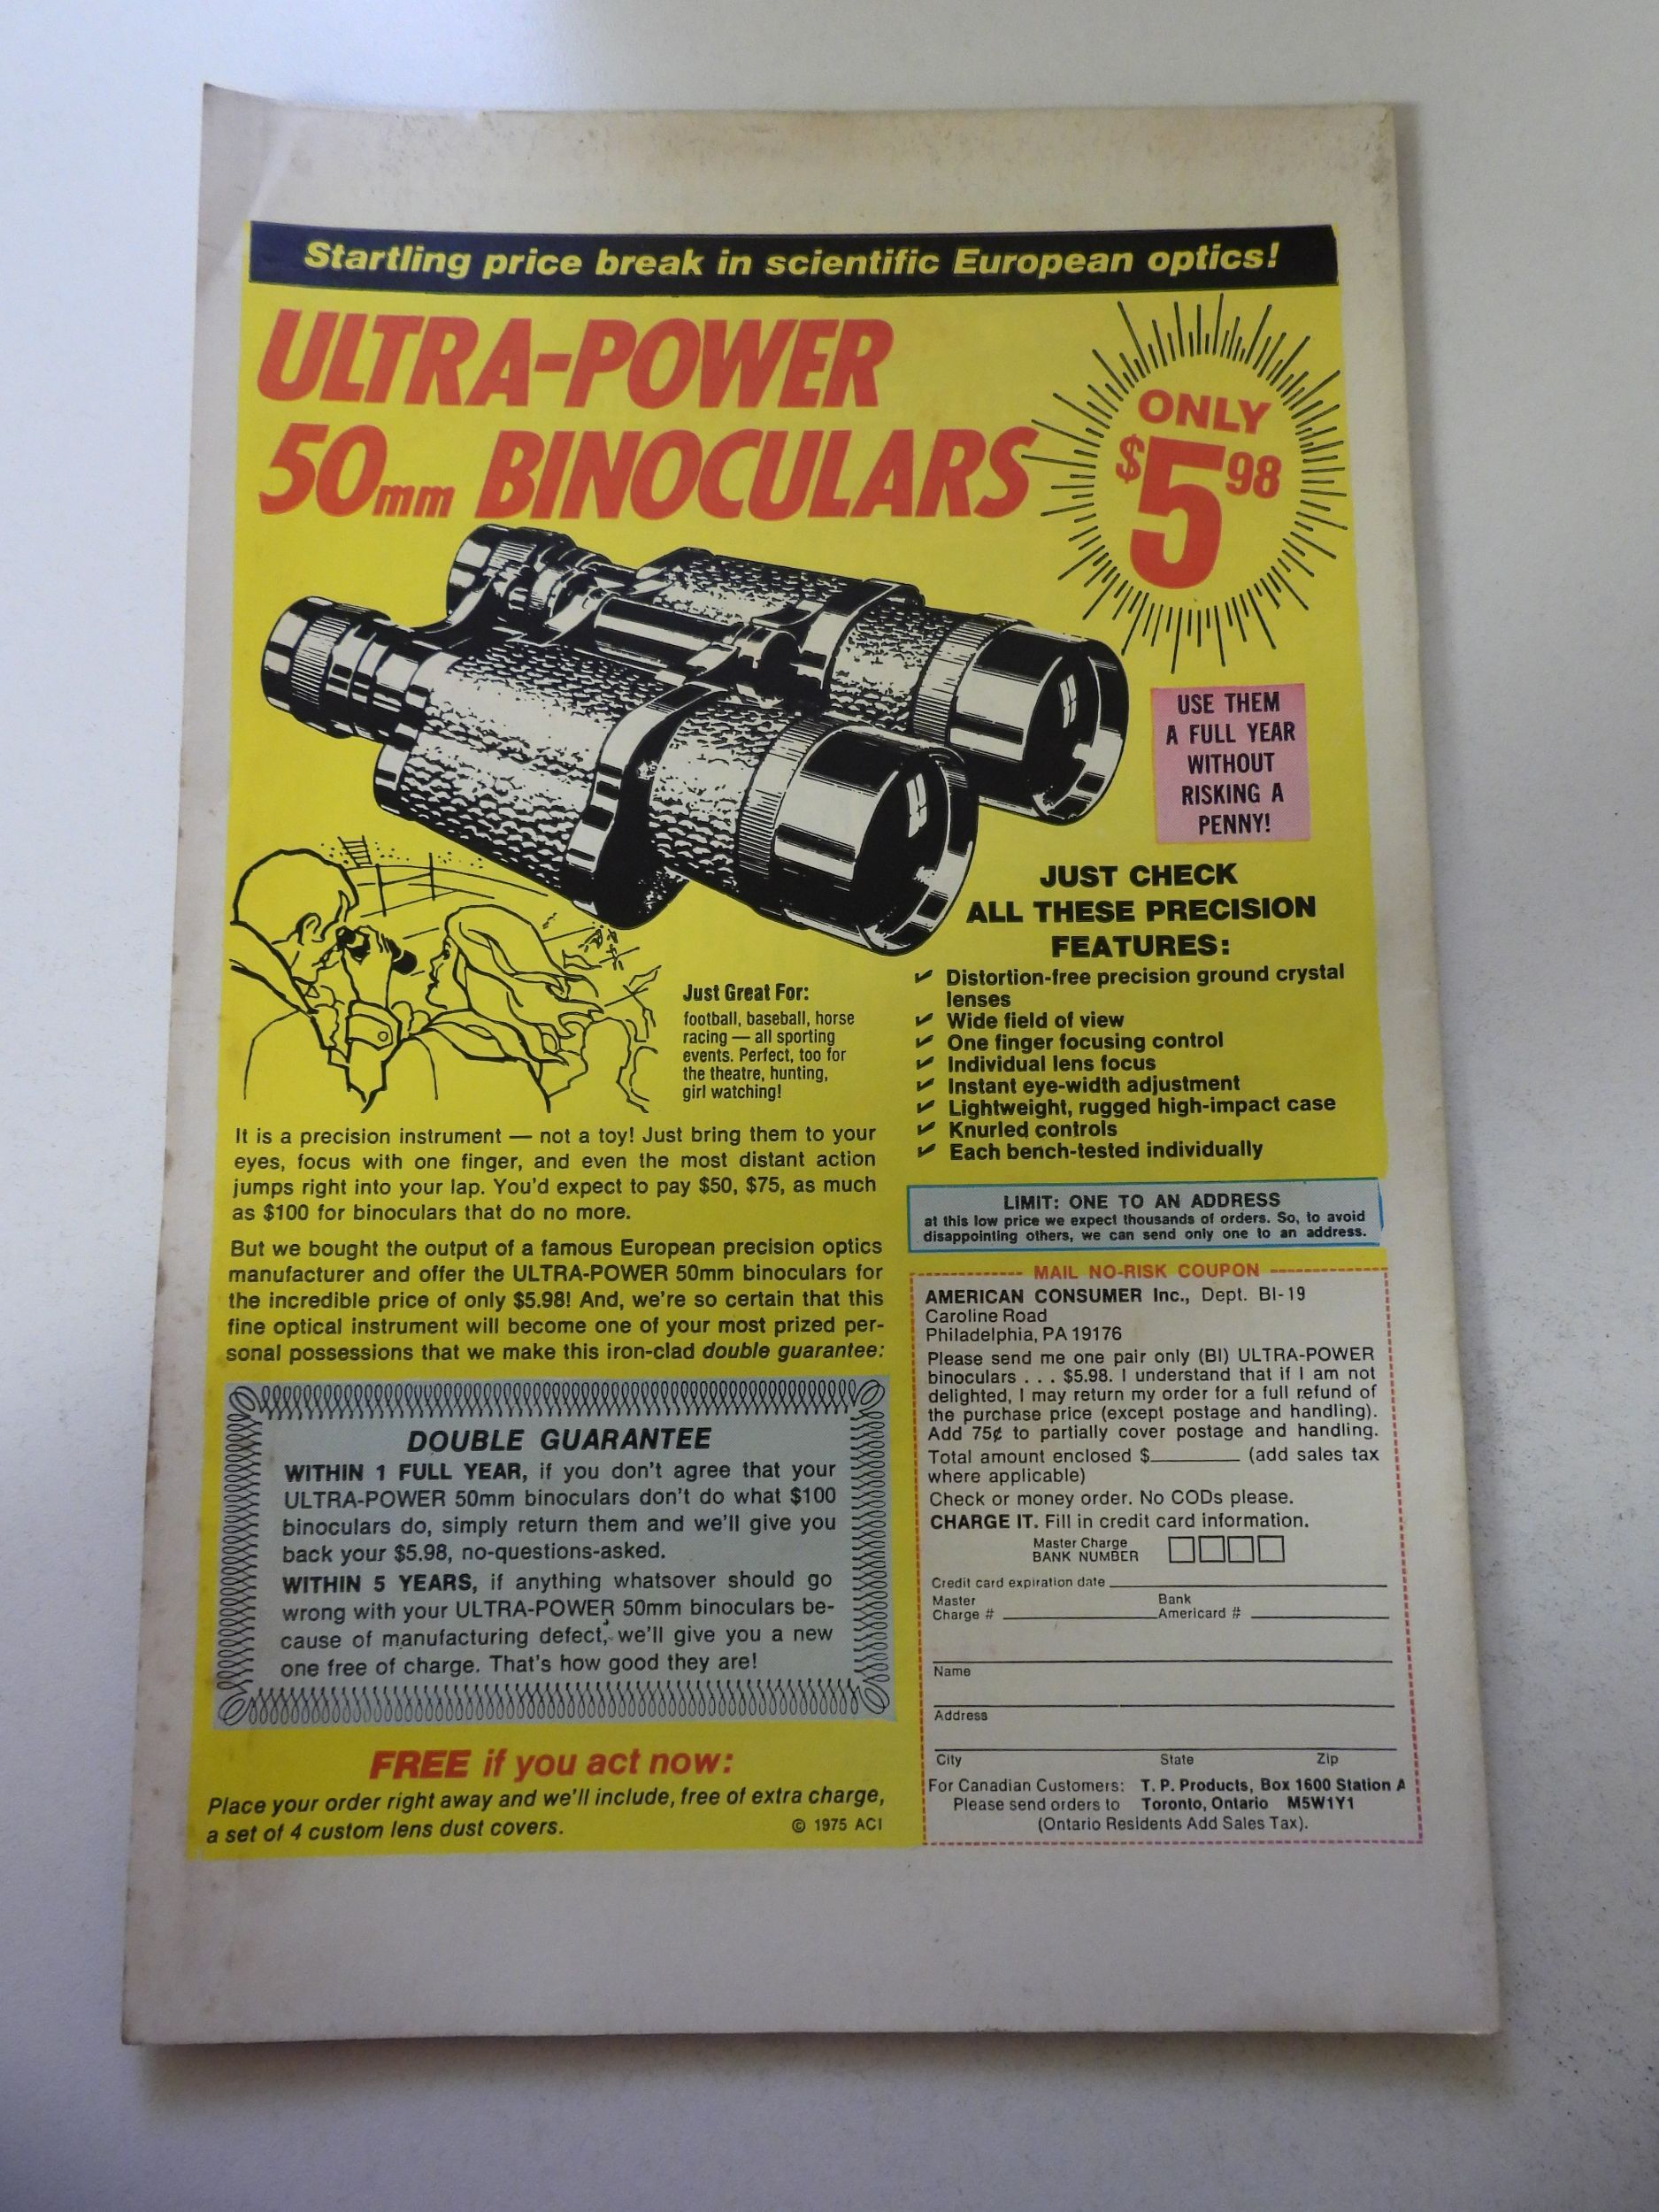 Startling price break in scientific European optics!
ULTRA-POWER
50mm BINOCULARS
ONLY
$5 98
USE THEM
A FULL YEAR
WITHOUT
RISKING A
PENNY!
JUST CHECK
ALL THESE PRECISION
FEATURES:
✔ Distortion-free precision ground crystal
lenses
✔ Wide field of view
✔ One finger focusing control
✔ Individual lens focus
✔ Instant eye-width adjustment
✔ Lightweight, rugged high-impact case
✔ Knurled controls
✔ Each bench-tested individually
Just Great For:
football, baseball, horse
racing — all sporting
events. Perfect, too for
the theatre, hunting,
girl watching!
It is a precision instrument — not a toy! Just bring them to your
eyes, focus with one finger, and even the most distant action
jumps right into your lap. You'd expect to pay $50, $75, as much
as $100 for binoculars that do no more.
But we bought the output of a famous European precision optics
manufacturer and offer the ULTRA-POWER 50mm binoculars for
the incredible price of only $5.98! And, we're so certain that this
fine optical instrument will become one of your most prized per-
sonal possessions that we make this iron-clad double guarantee:
DOUBLE GUARANTEE
WITHIN 1 FULL YEAR, if you don't agree that your
ULTRA-POWER 50mm binoculars don't do what $100
binoculars do, simply return them and we'll give you
back your $5.98, no-questions-asked.
WITHIN 5 YEARS, if anything whatsover should go
wrong with your ULTRA-POWER 50mm binoculars be-
cause of manufacturing defect, we'll give you a new
one free of charge. That's how good they are!
FREE if you act now:
Place your order right away and we'll include, free of extra charge,
a set of 4 custom lens dust covers.
© 1975 ACI
LIMIT: ONE TO AN ADDRESS
at this low price we expect thousands of orders. So, to avoid
disappointing others, we can send only one to an address.
MAIL NO-RISK COUPON
AMERICAN CONSUMER Inc., Dept. BI-19
Caroline Road
Philadelphia, PA 19176
Please send me one pair only (BI) ULTRA-POWER
binoculars . . . $5.98. I understand that if I am not
delighted, I may return my order for a full refund of
the purchase price (except postage and handling).
Add 75¢ to partially cover postage and handling.
Total amount enclosed $________ (add sales tax
where applicable)
Check or money order. No CODs please.
CHARGE IT. Fill in credit card information.
Master Charge
BANK NUMBER
Credit card expiration date
Master
Charge #
Bank
Americard #
Name
Address
City State Zip
For Canadian Customers: T. P. Products, Box 1600 Station A
Please send orders to Toronto, Ontario M5W1Y1
(Ontario Residents Add Sales Tax).